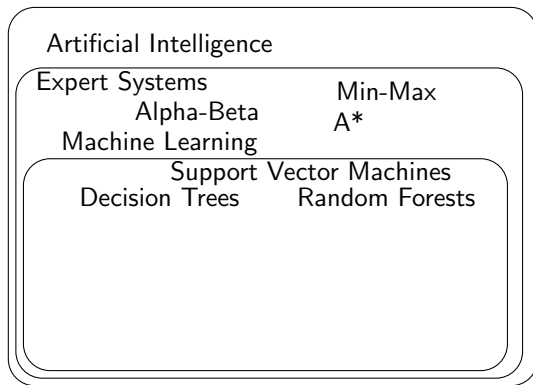 Artificial Intelligence
Expert Systems
Min-Max
Alpha-Beta
A*
Machine Learning
Support Vector Machines
Decision Trees
Random Forests